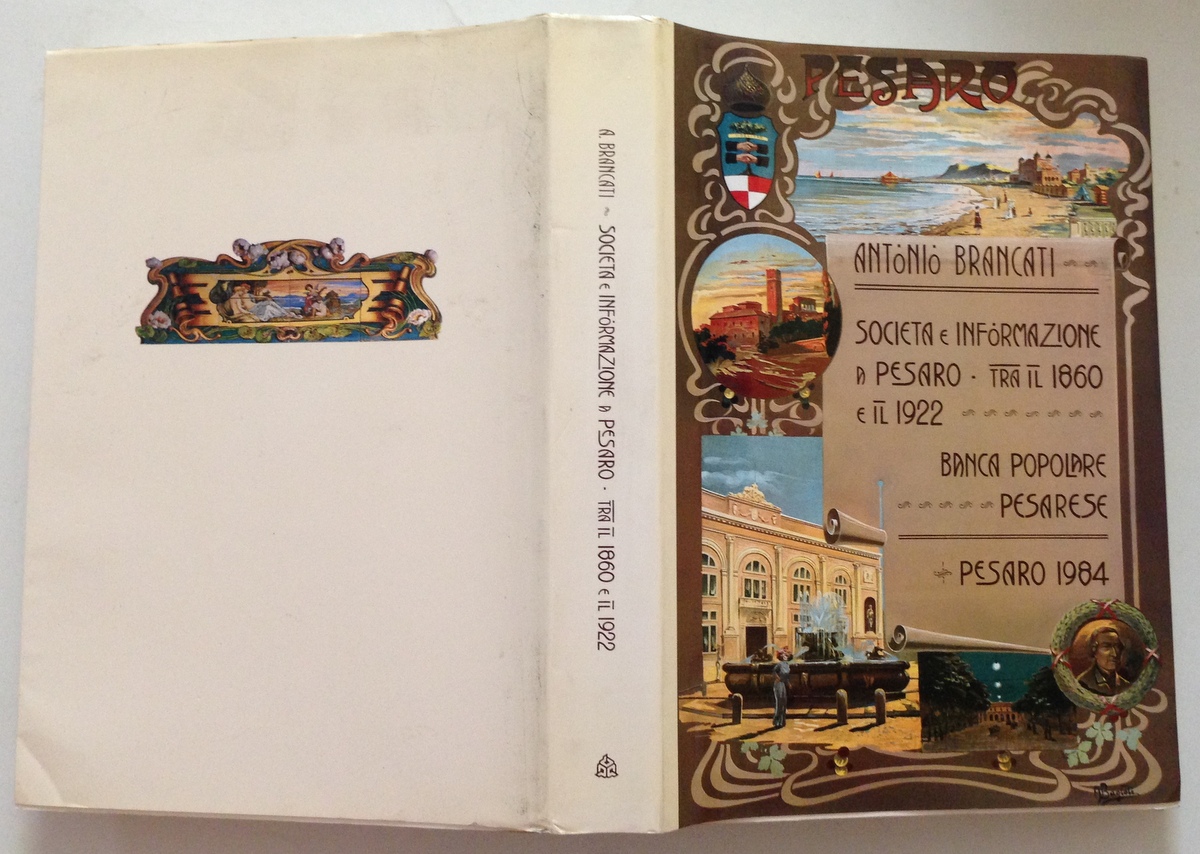 A. BRANCATI ~ SOCIETA E INFORMAZIONE A PESARO · TRA IL 1860 E IL 1922
PESARO
ANTONIO BRANCATI
SOCIETA E INFORMAZIONE
A PESARO · TRA IL 1860
E IL 1922
BANCA POPOLARE
PESARESE
PESARO 1984